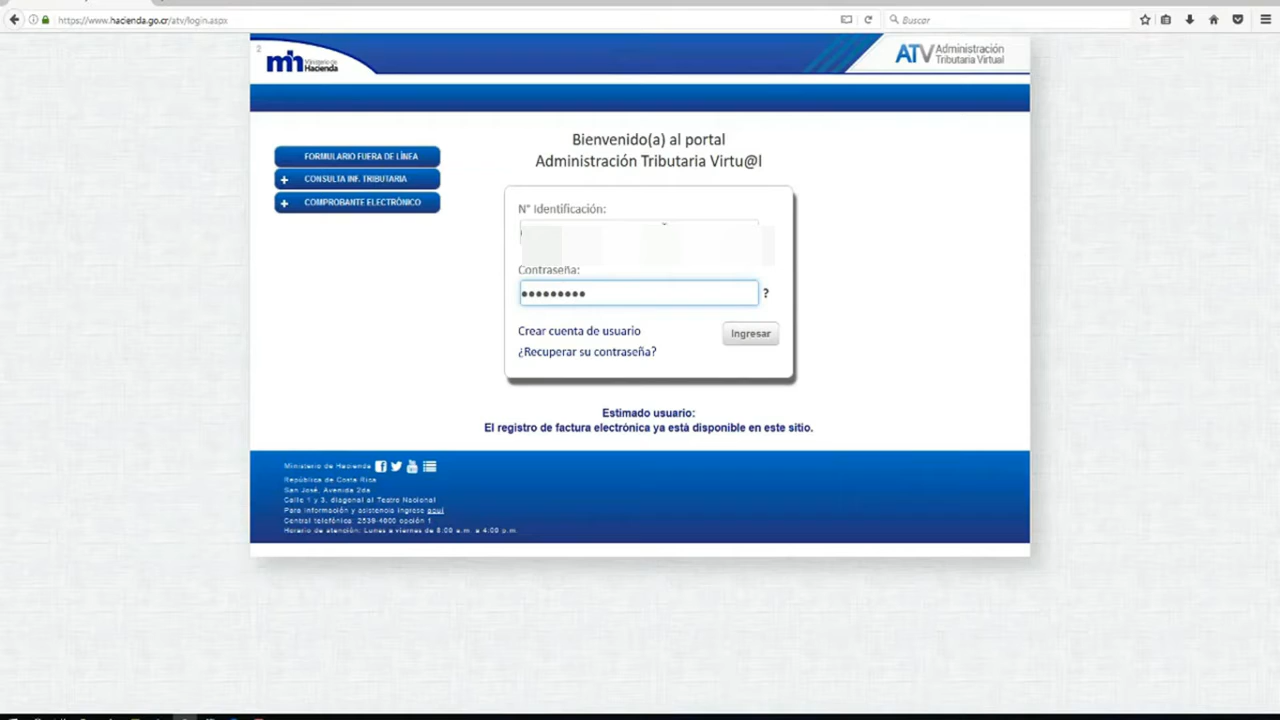 https://www.hacienda.go.cr/atv/login.aspx
Buscar
2
Ministerio de
Hacienda
ATV Administración
Tributaria Virtual
Bienvenido(a) al portal
Administración Tributaria Virtu@l
FORMULARIO FUERA DE LÍNEA
CONSULTA INF. TRIBUTARIA
COMPROBANTE ELECTRÓNICO
N° Identificación:
Contraseña:
?
Crear cuenta de usuario
Ingresar
¿Recuperar su contraseña?
Estimado usuario:
El registro de factura electrónica ya está disponible en este sitio.
Ministerio de Hacienda
República de Costa Rica
San José, Avenida 2da
Calle 1 y 3, diagonal al Teatro Nacional
Para información y asistencia ingrese aquí
Central telefónica: 2539-4000 opción 1
Horario de atención: Lunes a viernes de 8:00 a.m. a 4:00 p.m.